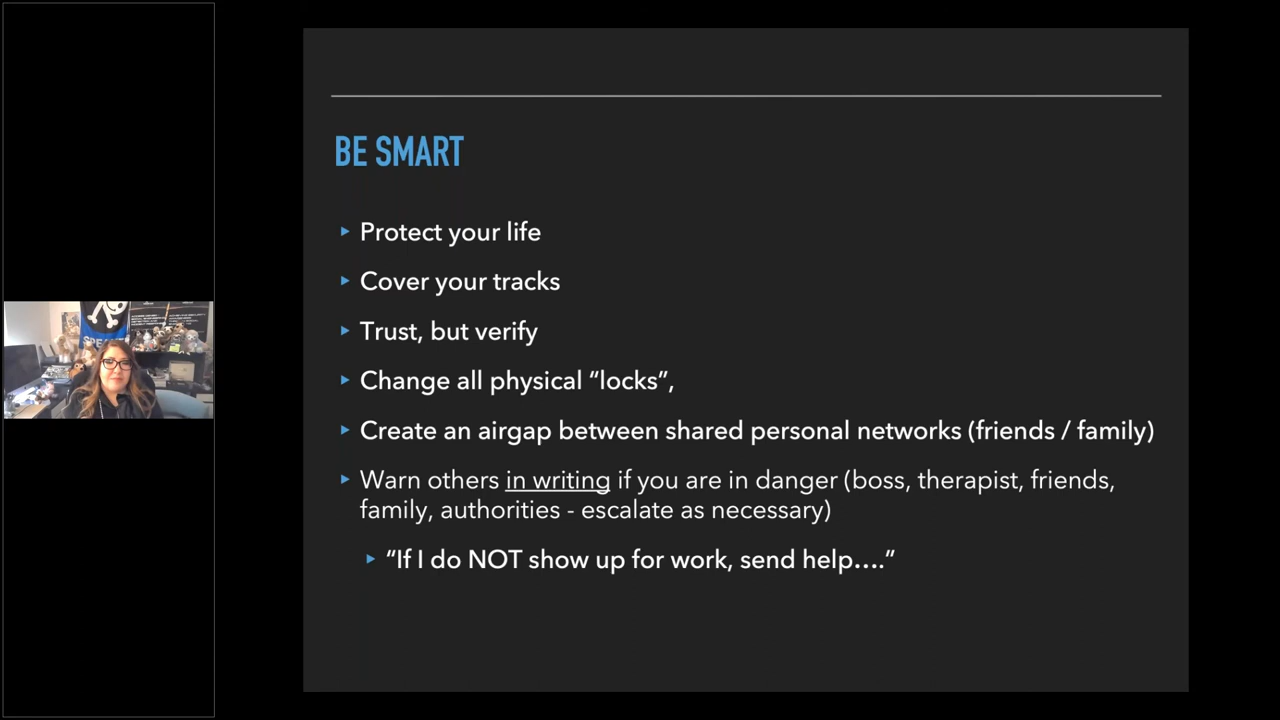 BE SMART
Protect your life
Cover your tracks
Trust, but verify
Change all physical “locks”,
Create an airgap between shared personal networks (friends / family)
Warn others in writing if you are in danger (boss, therapist, friends,
family, authorities - escalate as necessary)
“If I do NOT show up for work, send help….”